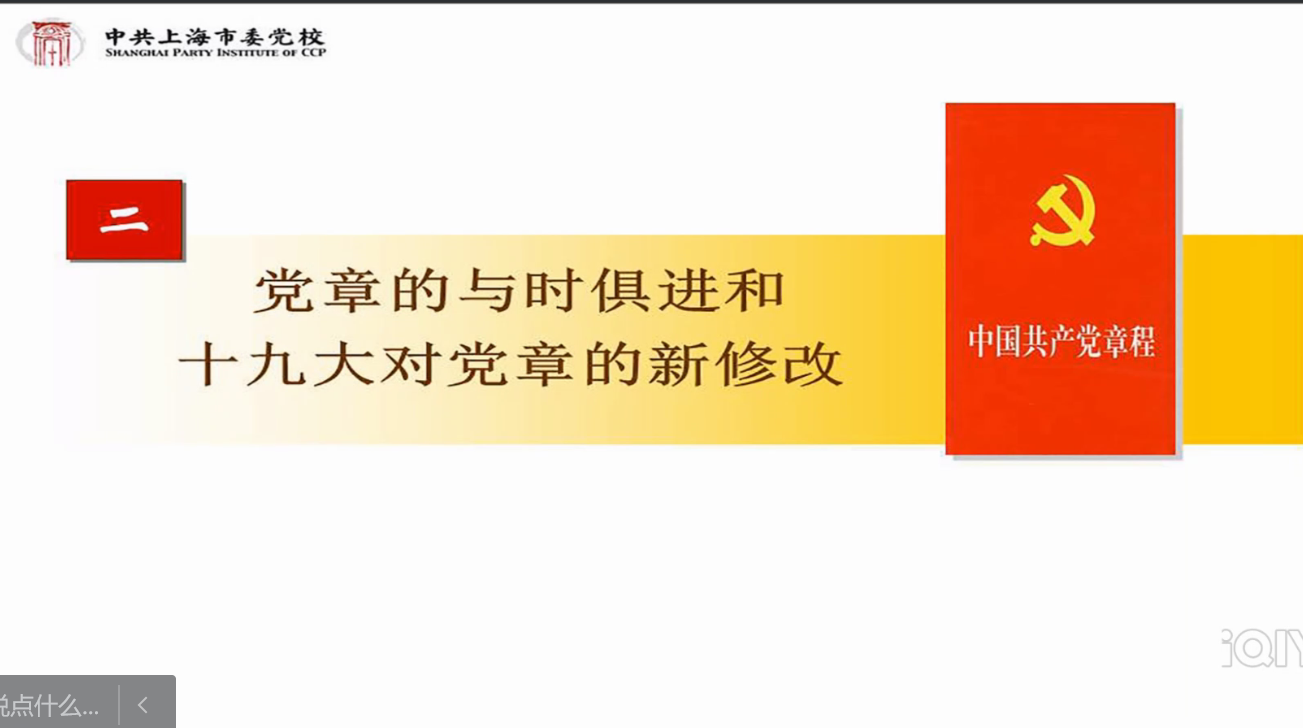 中共上海市委党校
SHANGHAI PARTY INSTITUTE OF CCP
二
党章的与时俱进和
十九大对党章的新修改
中国共产党章程
iQIY
说点什么...